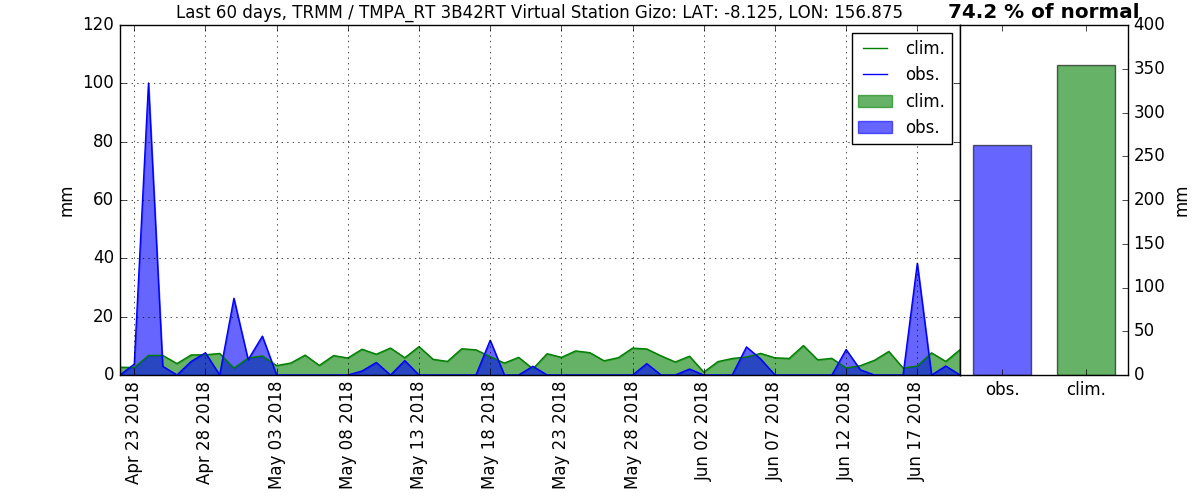 Last 60 days, TRMM / TMPA_RT 3B42RT Virtual Station Gizo: LAT: -8.125, LON: 156.875
74.2 % of normal
120
100
80
60
40
20
0
mm
clim.
obs.
clim.
obs.
400
350
300
250
200
150
100
50
0
mm
Apr 23 2018
Apr 28 2018
May 03 2018
May 08 2018
May 13 2018
May 18 2018
May 23 2018
May 28 2018
Jun 02 2018
Jun 07 2018
Jun 12 2018
Jun 17 2018
obs.
clim.